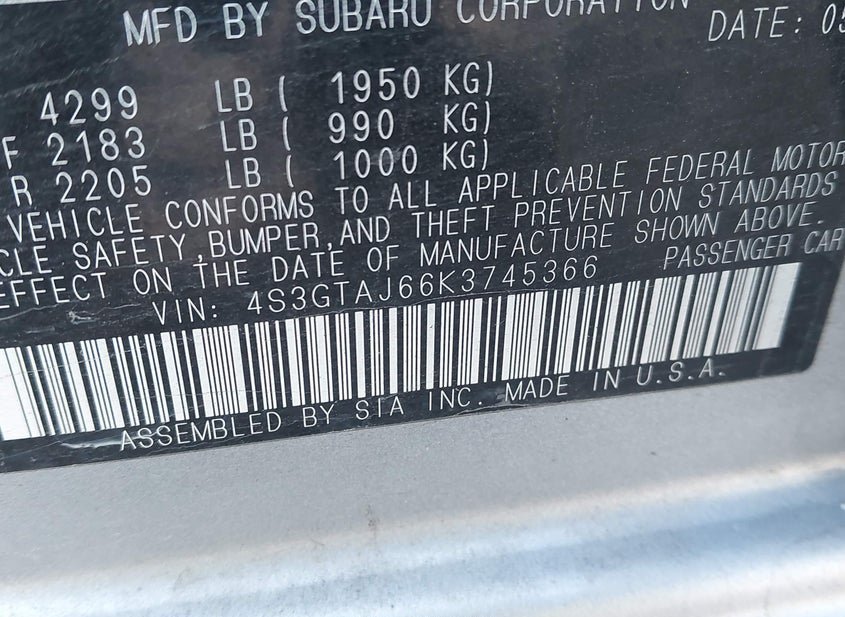 MFD BY SUBARU CORPORATION DATE: 05
4299 LB ( 1950 KG)
F 2183 LB ( 990 KG)
R 2205 LB ( 1000 KG)
VEHICLE CONFORMS TO ALL APPLICABLE FEDERAL MOTOR
CLE SAFETY,BUMPER,AND THEFT PREVENTION STANDARDS
EFFECT ON THE DATE OF MANUFACTURE SHOWN ABOVE.
VIN: 4S3GTAJ66K3745366 PASSENGER CAR
ASSEMBLED BY SIA INC. MADE IN U.S.A.